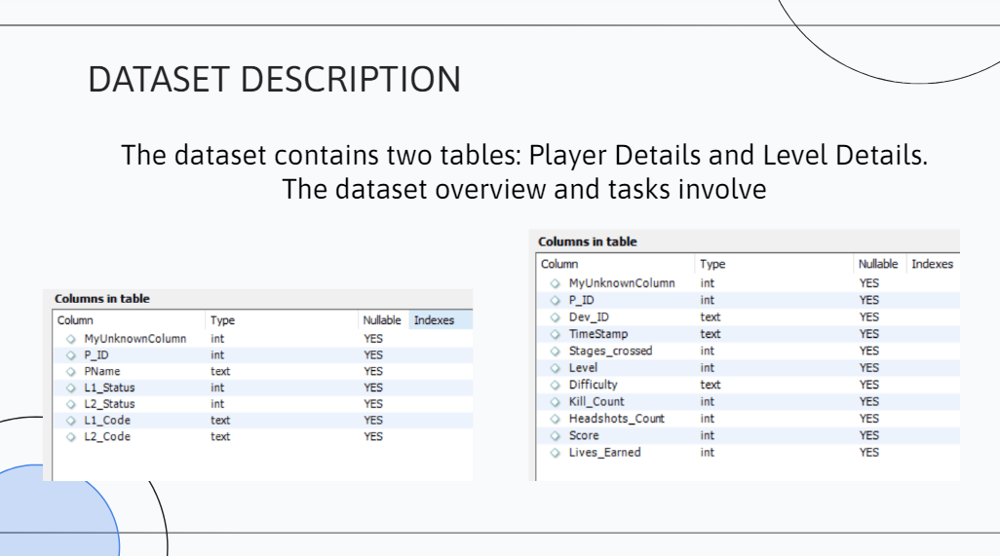 DATASET DESCRIPTION
The dataset contains two tables: Player Details and Level Details.
The dataset overview and tasks involve
Columns in table
Column Type Nullable Indexes
MyUnknownColumn int YES
P_ID int YES
PName text YES
L1_Status int YES
L2_Status int YES
L1_Code text YES
L2_Code text YES
Columns in table
Column Type Nullable Indexes
MyUnknownColumn int YES
P_ID int YES
Dev_ID text YES
TimeStamp text YES
Stages_crossed int YES
Level int YES
Difficulty text YES
Kill_Count int YES
Headshots_Count int YES
Score int YES
Lives_Earned int YES